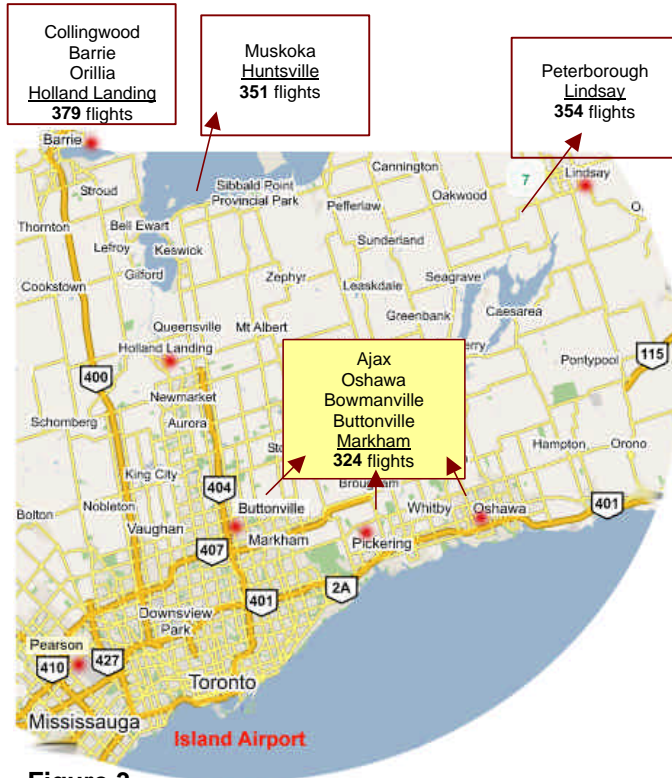 Collingwood
Barrie
Orillia
Holland Landing
379 flights
Muskoka
Huntsville
351 flights
Peterborough
Lindsay
354 flights
Barrie
Cannington
7
Lindsay
Stroud
Sibbald Point
Provincial Park
Pefferlaw
Oakwood
O.
Thornton
Bell Ewart
Sunderland
Lefroy
Keswick
Gilford
Zephyr
Leaskdale
Seagrave
Cookstown
Greenbank
Caesarea
Queensville
Mt Albert
Holland Landing
erry
115
Pontypool
400
Newmarket
Aurora
Schomberg
Ajax
Oshawa
Bowmanville
Buttonville
Markham
324 flights
Hampton
Orono
King City
404
Nobleton
Buttonville
Whitby
Oshawa
401
Bolton
Vaughan
Markham
Pickering
407
Downsview
Park
401
2A
Pearson
410
427
Toronto
Mississauga
Island Airport